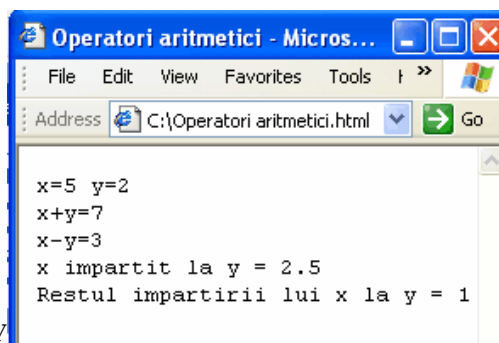 Operatori aritmetici - Micros...
File Edit View Favorites Tools »
Address C:\Operatori aritmetici.html Go
x=5 y=2
x+y=7
x-y=3
x impartit la y = 2.5
Restul impartirii lui x la y = 1